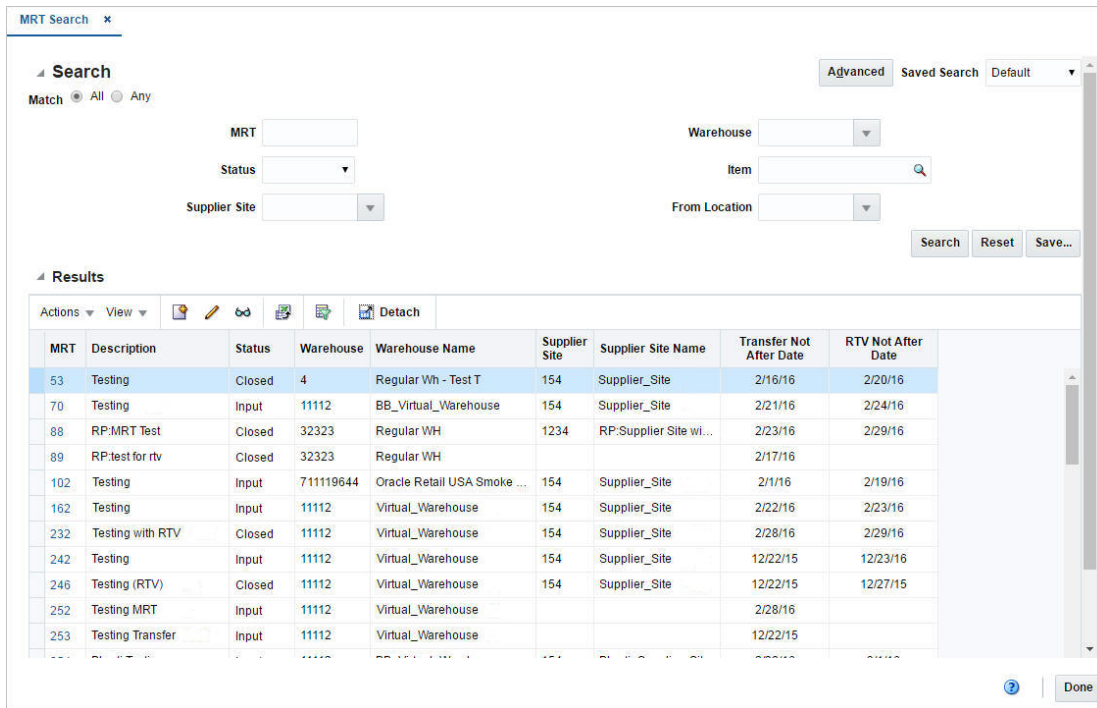 MRT Search ×
Search
Advanced Saved Search Default
Match All Any
MRT Warehouse
Status Item
Supplier Site From Location
Search Reset Save...
Results
Actions View Detach
MRT Description Status Warehouse Warehouse Name Supplier Site Supplier Site Name Transfer Not After Date RTV Not After Date
53 Testing Closed 4 Regular Wh - Test T 154 Supplier_Site 2/16/16 2/20/16
70 Testing Input 11112 BB_Virtual_Warehouse 154 Supplier_Site 2/21/16 2/24/16
88 RP:MRT Test Closed 32323 Regular WH 1234 RP:Supplier Site wi... 2/23/16 2/29/16
89 RP:test for rtv Closed 32323 Regular WH 2/17/16
102 Testing Input 711119644 Oracle Retail USA Smoke ... 154 Supplier_Site 2/1/16 2/19/16
162 Testing Input 11112 Virtual_Warehouse 154 Supplier_Site 2/22/16 2/23/16
232 Testing with RTV Closed 11112 Virtual_Warehouse 154 Supplier_Site 2/28/16 2/29/16
242 Testing Input 11112 Virtual_Warehouse 154 Supplier_Site 12/22/15 12/23/16
246 Testing (RTV) Closed 11112 Virtual_Warehouse 154 Supplier_Site 12/22/15 12/27/15
252 Testing MRT Input 11112 Virtual_Warehouse 2/28/16
253 Testing Transfer Input 11112 Virtual_Warehouse 12/22/15
Done